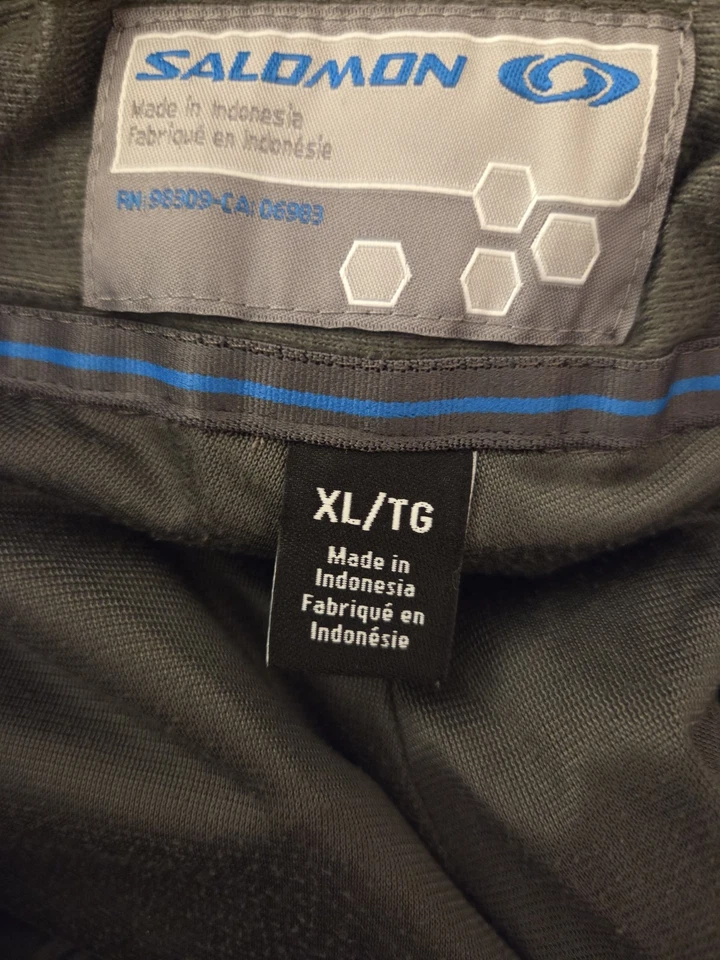 SALOMON
Made in Indonesia
Fabriqué en Indonésie
RN 98309-CA 06983
XL/TG
Made in
Indonesia
Fabriqué en
Indonésie